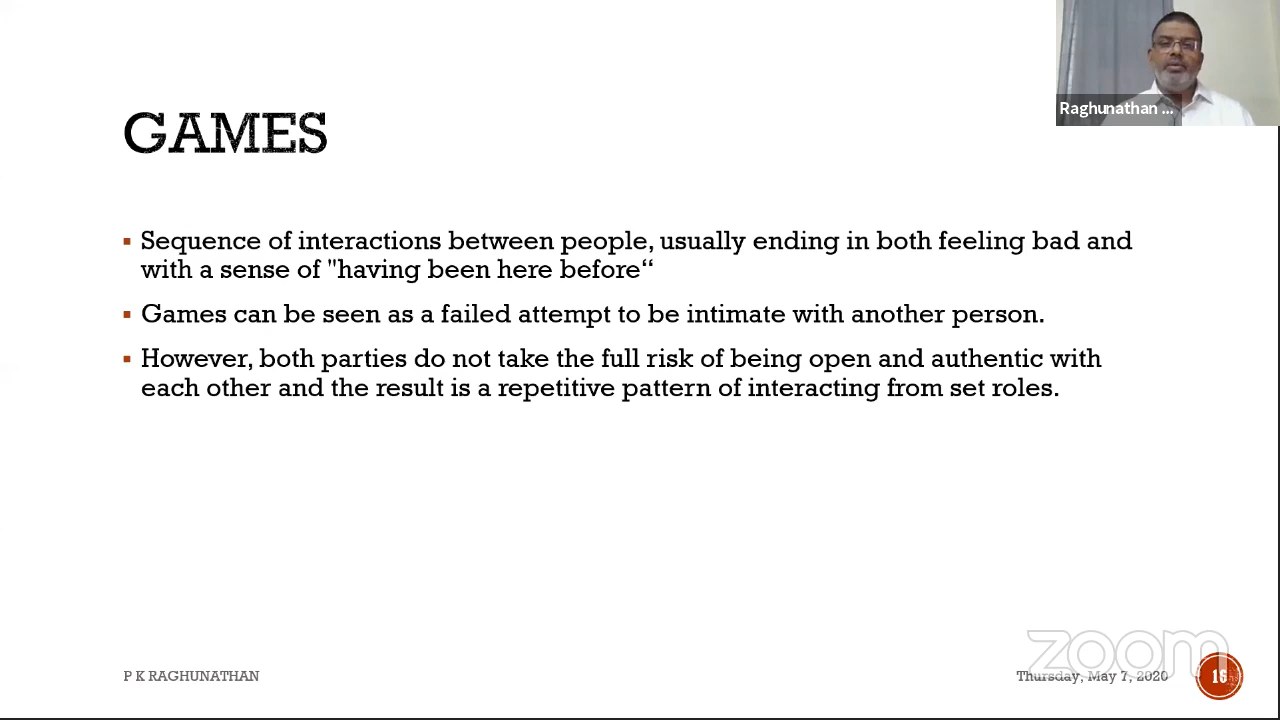 Raghunathan ...
GAMES
▪ Sequence of interactions between people, usually ending in both feeling bad and
with a sense of "having been here before“
▪ Games can be seen as a failed attempt to be intimate with another person.
▪ However, both parties do not take the full risk of being open and authentic with
each other and the result is a repetitive pattern of interacting from set roles.
zoom
P K RAGHUNATHAN
Thursday, May 7, 2020
16